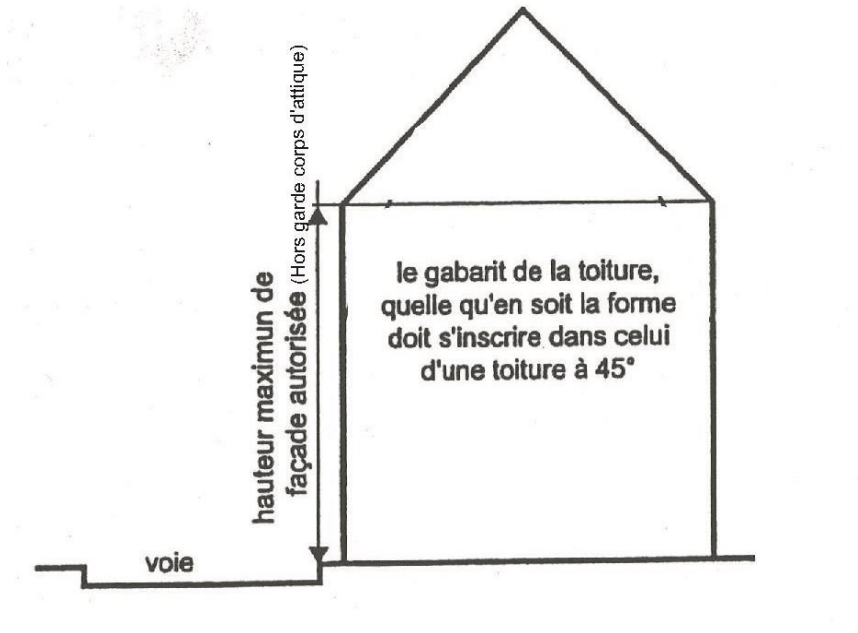 hauteur maximun de
façade autorisée (Hors garde corps d'attique)
le gabarit de la toiture,
quelle qu'en soit la forme
doit s'inscrire dans celui
d'une toiture à 45°
voie